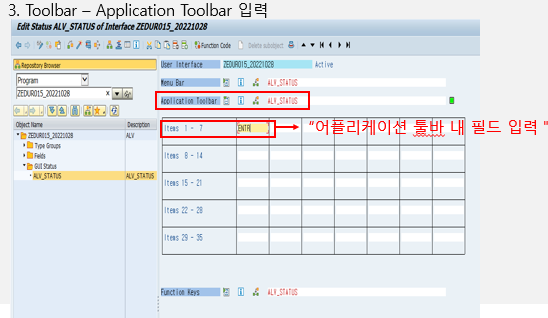 3. Toolbar – Application Toolbar 입력
Edit Status ALV_STATUS of Interface ZEDUR015_20221028
Function Code
Delete subobject
Repository Browser
Program
ZEDUR015_20221028
Object Name Description
ZEDUR015_20221028 ALV
Type Groups
Fields
GUI Status
ALV_STATUS ALV_STATUS
User Interface ZEDUR015_20221028 Active
Menu Bar ALV_STATUS
Application Toolbar ALV_STATUS
Items 1 - 7 ENTR
"어플리케이션 툴바 내 필드 입력 "
Items 8 - 14
Items 15 - 21
Items 22 - 28
Items 29 - 35
Function Keys ALV_STATUS